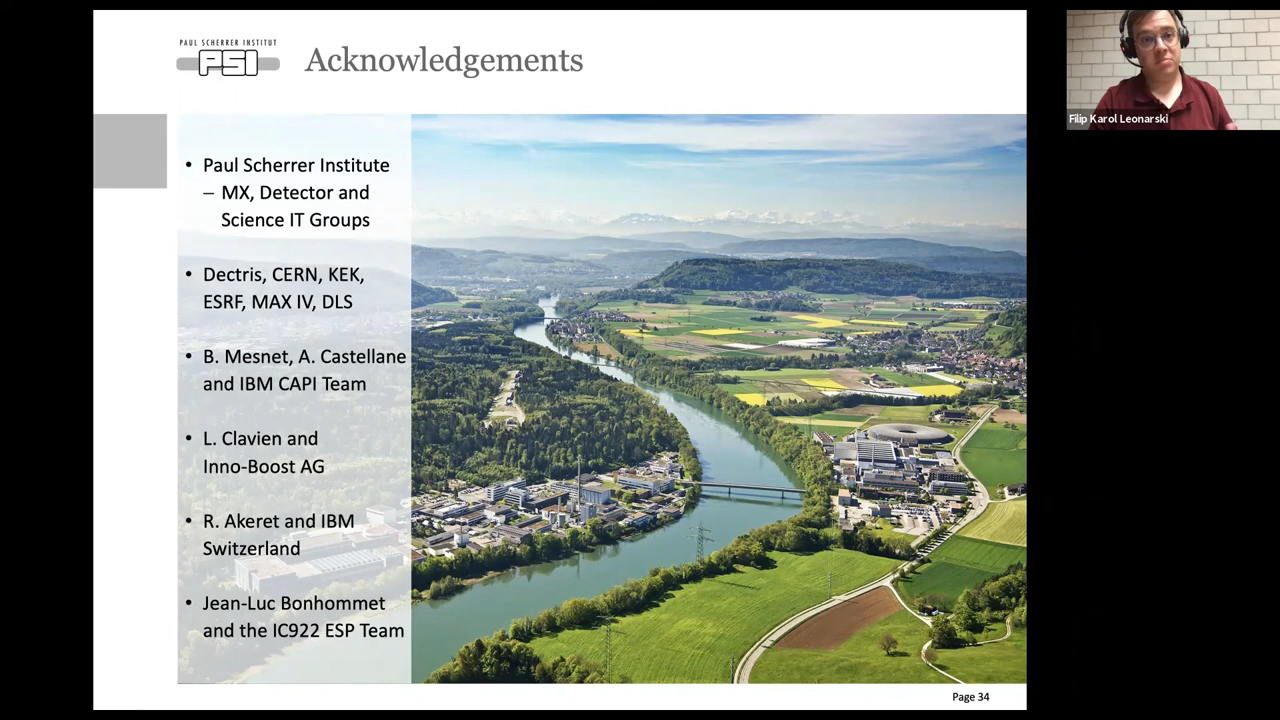 PAUL SCHERRER INSTITUT
PSI
Acknowledgements
• Paul Scherrer Institute
– MX, Detector and
Science IT Groups
• Dectris, CERN, KEK,
ESRF, MAX IV, DLS
• B. Mesnet, A. Castellane
and IBM CAPI Team
• L. Clavien and
Inno-Boost AG
• R. Akeret and IBM
Switzerland
• Jean-Luc Bonhommet
and the IC922 ESP Team
Page 34
Filip Karol Leonarski